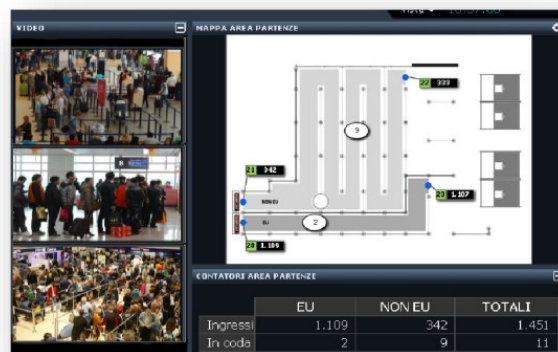 VIDEO
MAPPA AREA PARTENZE
22 333
9
21 342
NON EU
23 1.107
EU
2
20 1.109
CONTATORI AREA PARTENZE
EU NON EU TOTALI
Ingressi 1.109 342 1.451
In coda 2 9 11